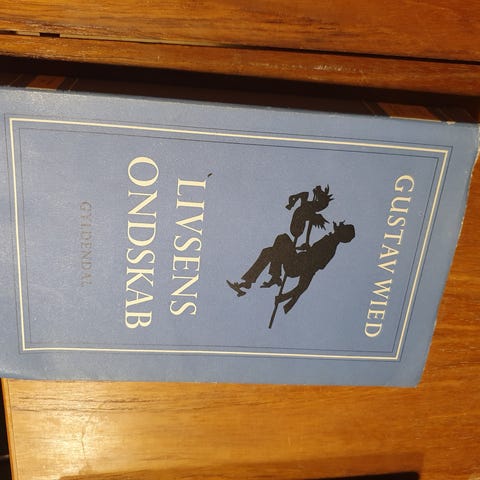 GUSTAV WIED
'LIVSENS
ONDSKAB
GYLDENDAL